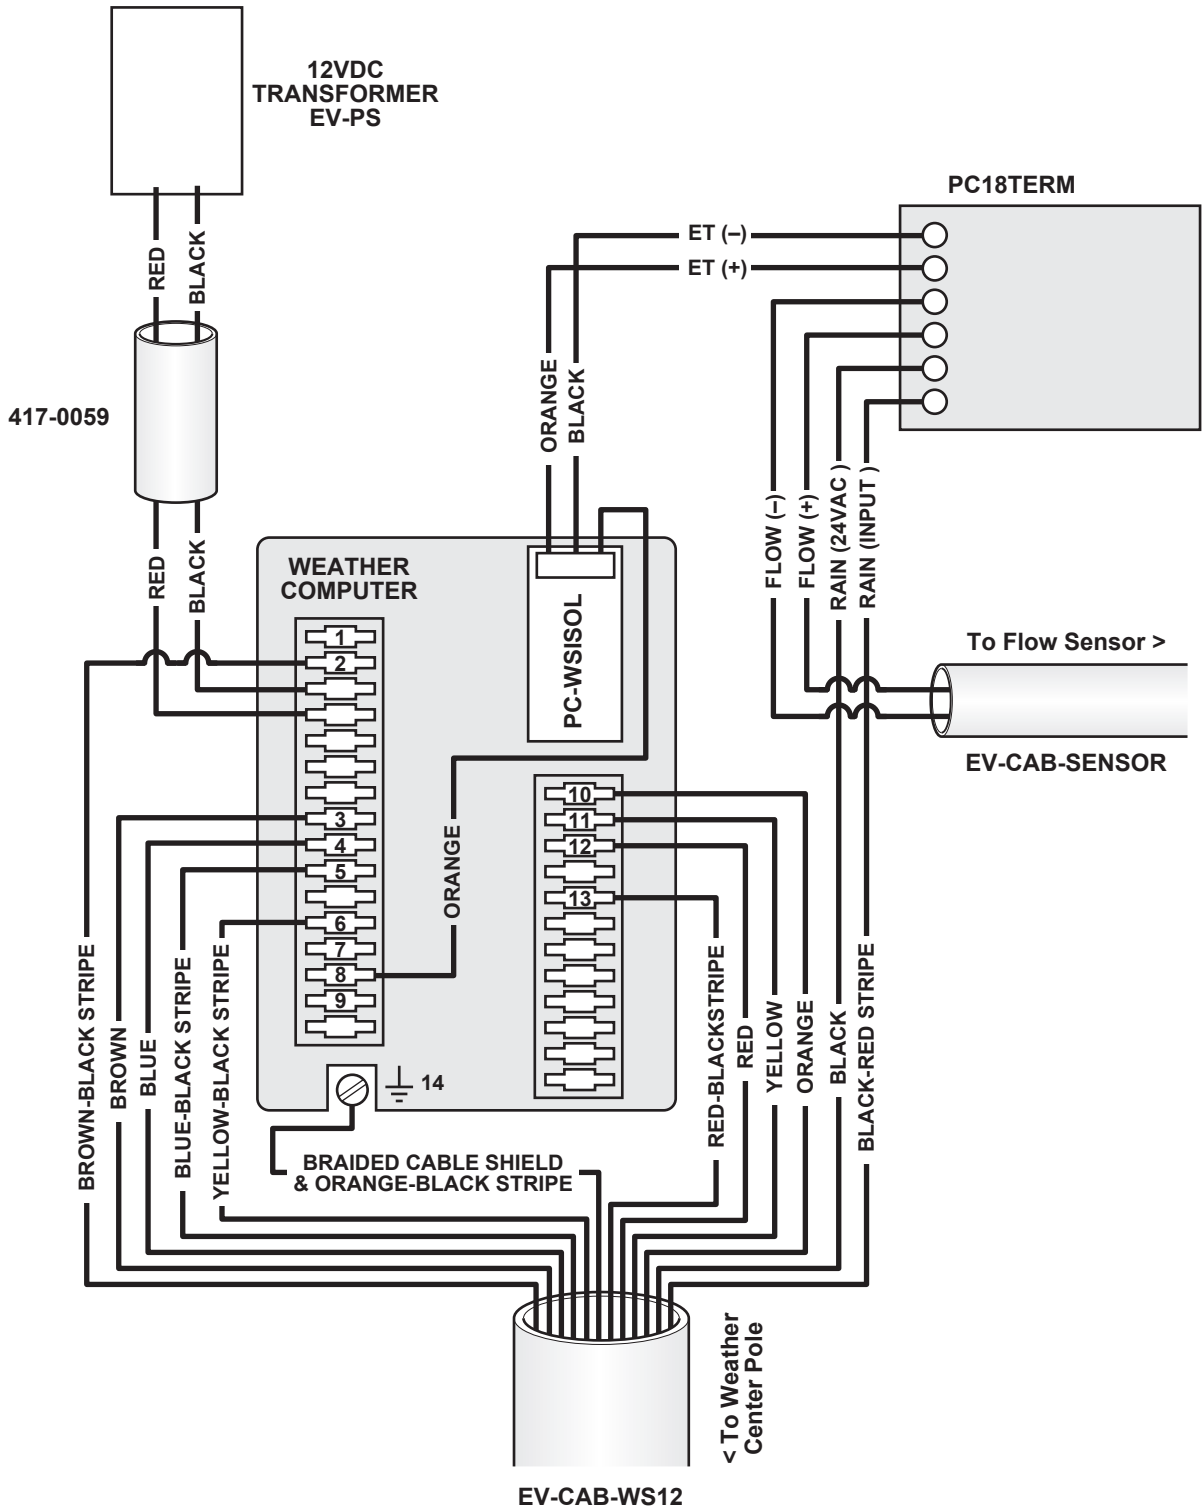 12VDC
TRANSFORMER
EV-PS
PC18TERM
ET (–)
ET (+)
RED
BLACK
417-0059
ORANGE
BLACK
FLOW (–)
FLOW (+)
RAIN (24VAC )
RAIN (INPUT )
RED
BLACK
WEATHER
COMPUTER
PC-WSISOL
To Flow Sensor >
EV-CAB-SENSOR
1
2
3
4
5
6
7
8
9
ORANGE
10
11
12
13
BROWN-BLACK STRIPE
BROWN
BLUE
BLUE-BLACK STRIPE
YELLOW-BLACK STRIPE
14
RED-BLACKSTRIPE
RED
YELLOW
ORANGE
BLACK
BLACK-RED STRIPE
BRAIDED CABLE SHIELD
& ORANGE-BLACK STRIPE
< To Weather
Center Pole
EV-CAB-WS12